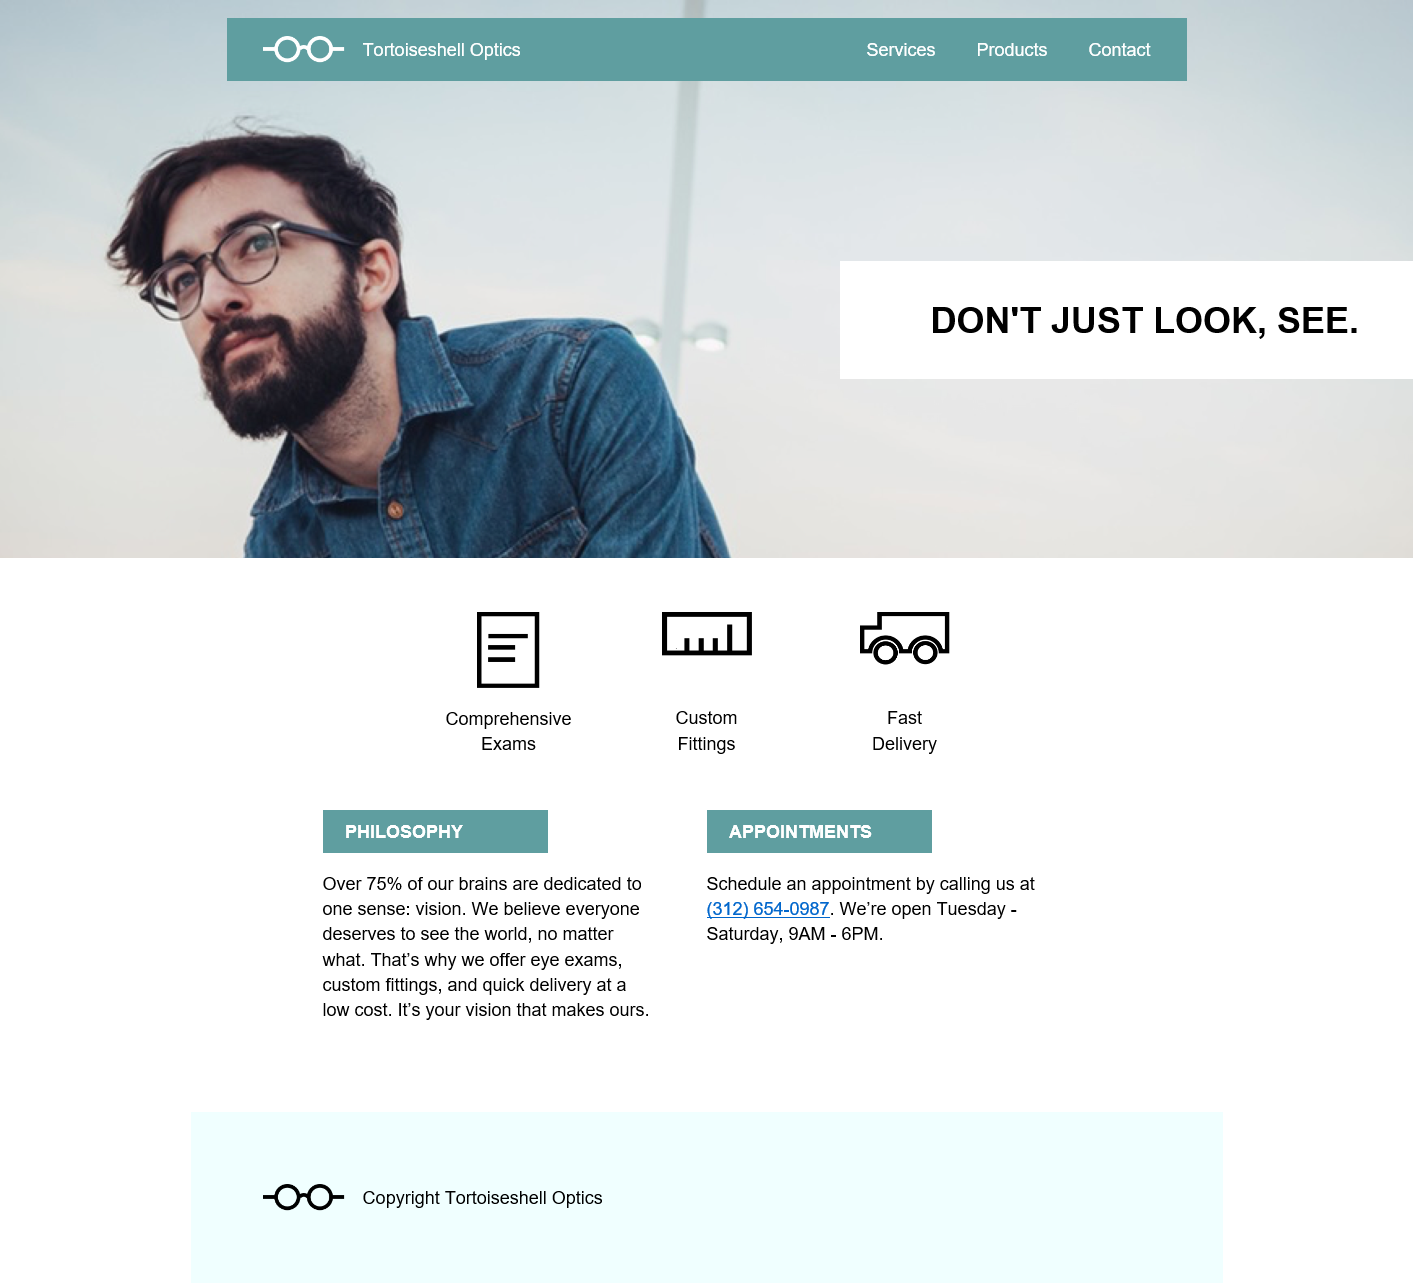 Tortoiseshell Optics
Services
Products
Contact
DON'T JUST LOOK, SEE.
Comprehensive
Exams
Custom
Fittings
Fast
Delivery
PHILOSOPHY
Over 75% of our brains are dedicated to
one sense: vision. We believe everyone
deserves to see the world, no matter
what. That’s why we offer eye exams,
custom fittings, and quick delivery at a
low cost. It’s your vision that makes ours.
APPOINTMENTS
Schedule an appointment by calling us at
(312) 654-0987. We’re open Tuesday -
Saturday, 9AM - 6PM.
Copyright Tortoiseshell Optics